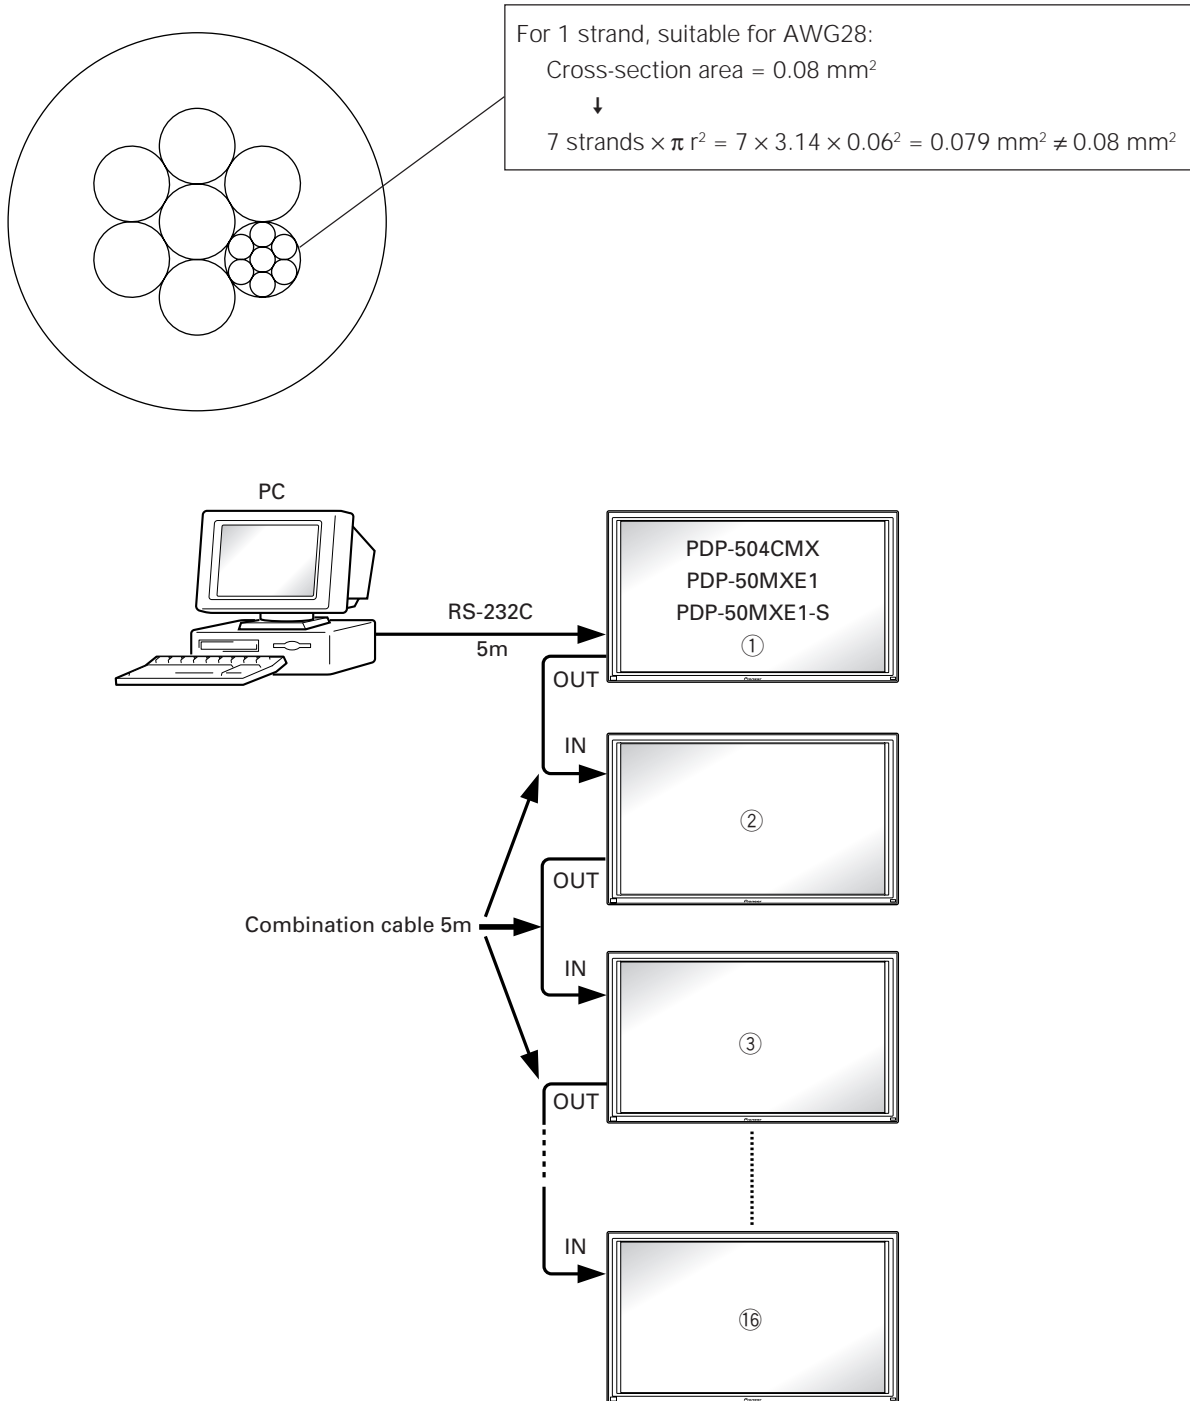 For 1 strand, suitable for AWG28:
Cross-section area = 0.08 mm²
↓
7 strands × π r² = 7 × 3.14 × 0.06² = 0.079 mm² ≠ 0.08 mm²
PC
PDP-504CMX
PDP-50MXE1
PDP-50MXE1-S
①
RS-232C
5m
OUT
IN
②
OUT
Combination cable 5m
IN
③
OUT
IN
⑯